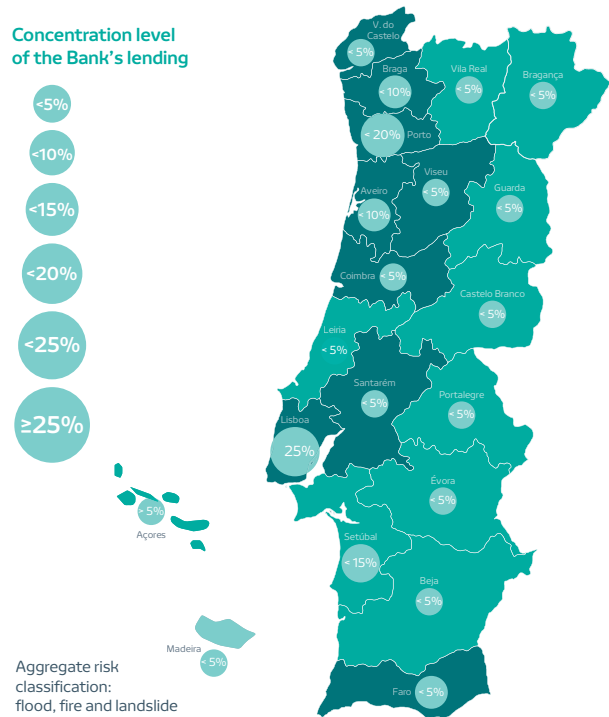 Concentration level
of the Bank's lending
<5%
<10%
<15%
<20%
<25%
≥25%
V. do
Castelo
<5%
Braga
<10%
Vila Real
<5%
Bragança
<5%
<20%
Porto
Viseu
<5%
Aveiro
<10%
Guarda
<5%
Coimbra
<5%
Castelo Branco
<5%
Leiria
<5%
Santarém
<5%
Portalegre
<5%
Lisboa
25%
Évora
<5%
> 5%
Açores
Setúbal
<15%
Beja
<5%
Madeira
<5%
Faro
<5%
Aggregate risk
classification:
flood, fire and landslide